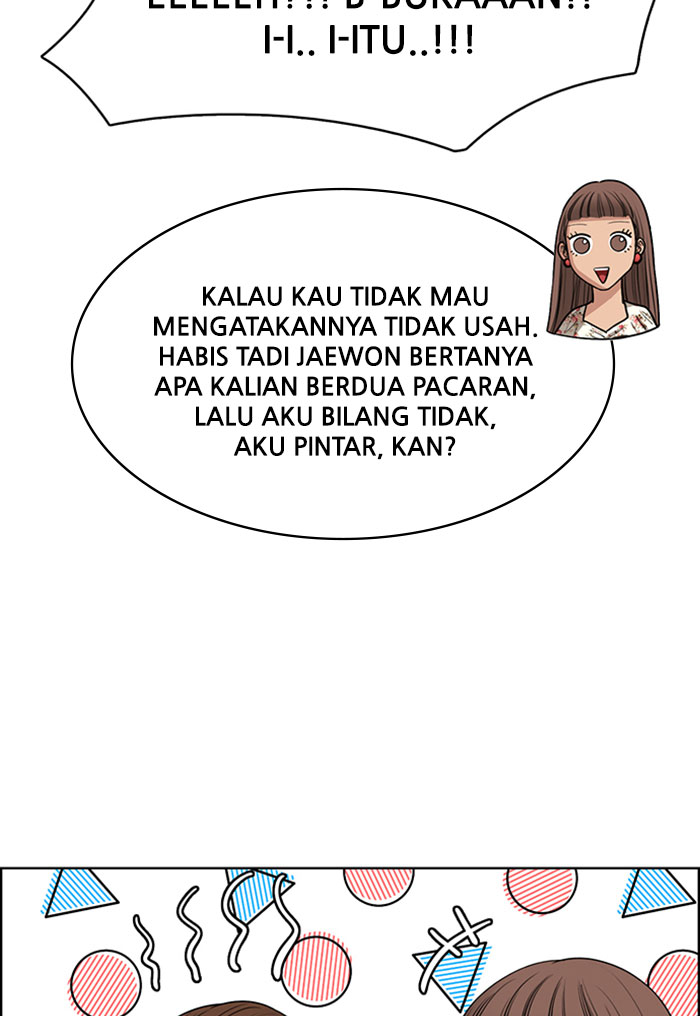 I-I.. I-ITU..!!!
KALAU KAU TIDAK MAU
MENGATAKANNYA TIDAK USAH.
HABIS TADI JAEWON BERTANYA
APA KALIAN BERDUA PACARAN,
LALU AKU BILANG TIDAK,
AKU PINTAR, KAN?